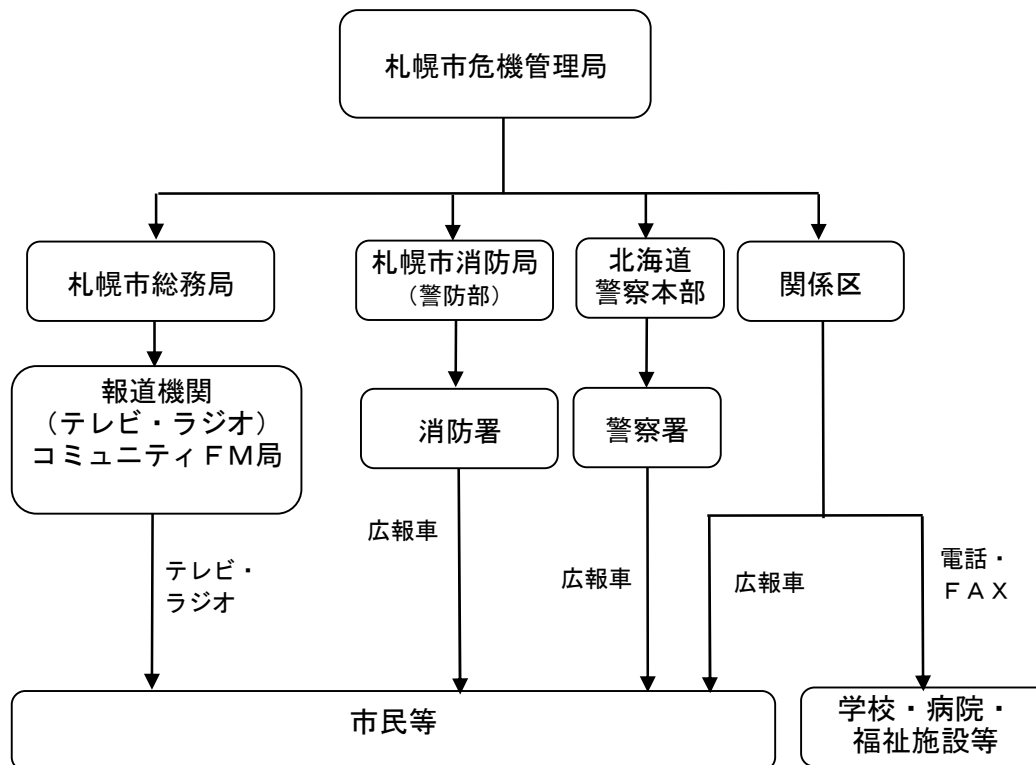 札幌市危機管理局
札幌市総務局
札幌市消防局
（警防部）
北海道
警察本部
関係区
報道機関
（テレビ・ラジオ）
コミュニティＦＭ局
消防署
警察署
テレビ・
ラジオ
広報車
広報車
広報車
電話・
ＦＡＸ
市民等
学校・病院・
福祉施設等